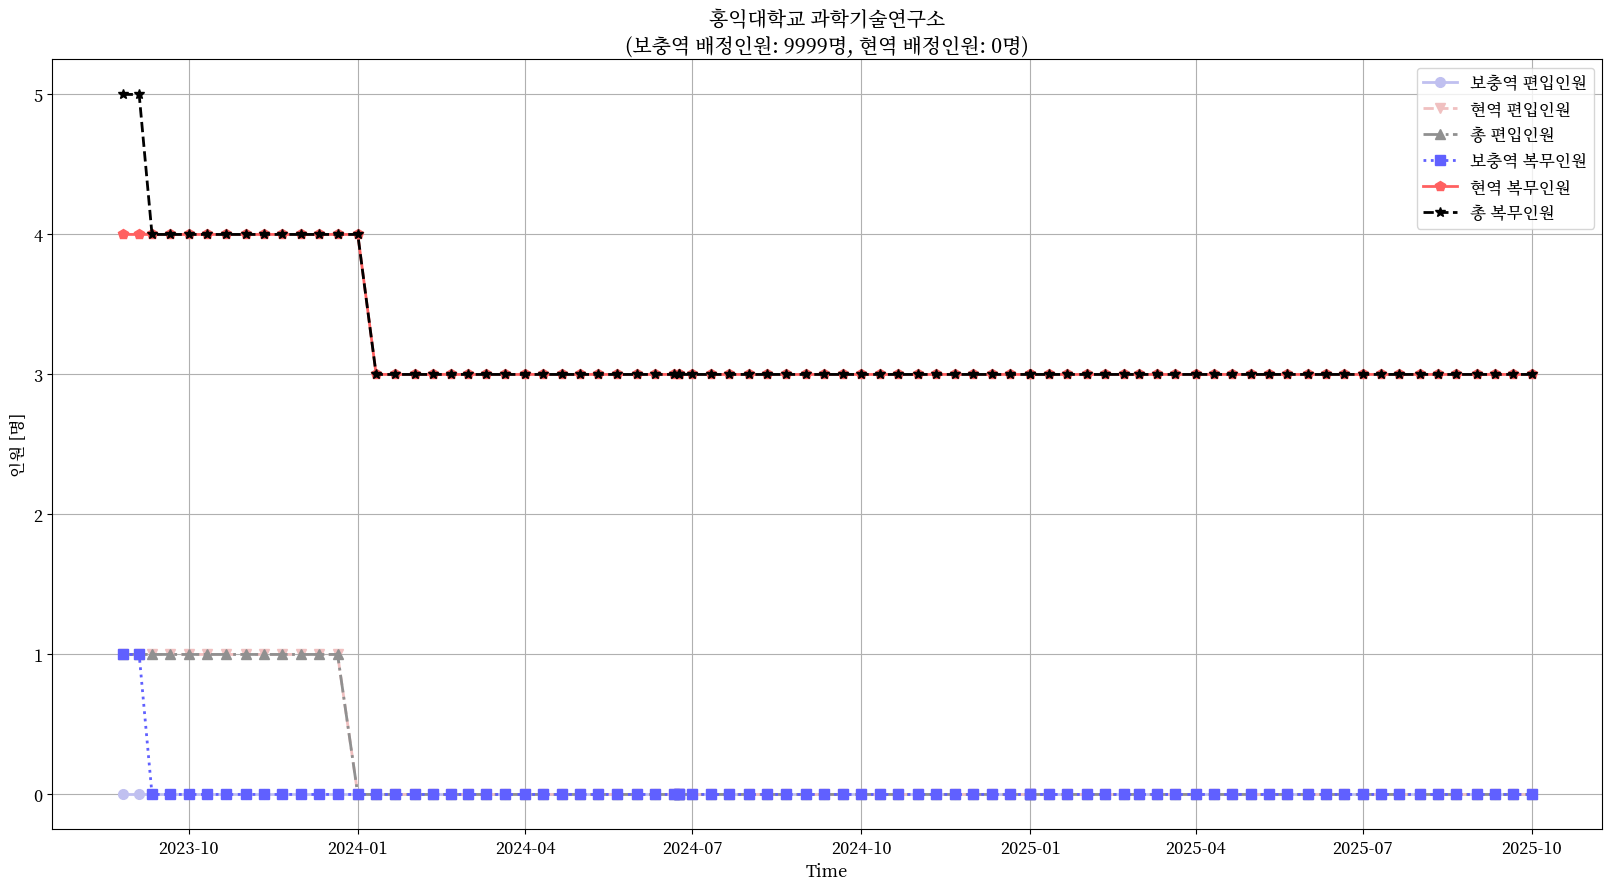 홍익대학교 과학기술연구소
(보충역 배정인원: 9999명, 현역 배정인원: 0명)
보충역 편입인원
현역 편입인원
총 편입인원
보충역 복무인원
현역 복무인원
총 복무인원
인원 [명]
5
4
3
2
1
0
2023-10
2024-01
2024-04
2024-07
2024-10
2025-01
2025-04
2025-07
2025-10
Time